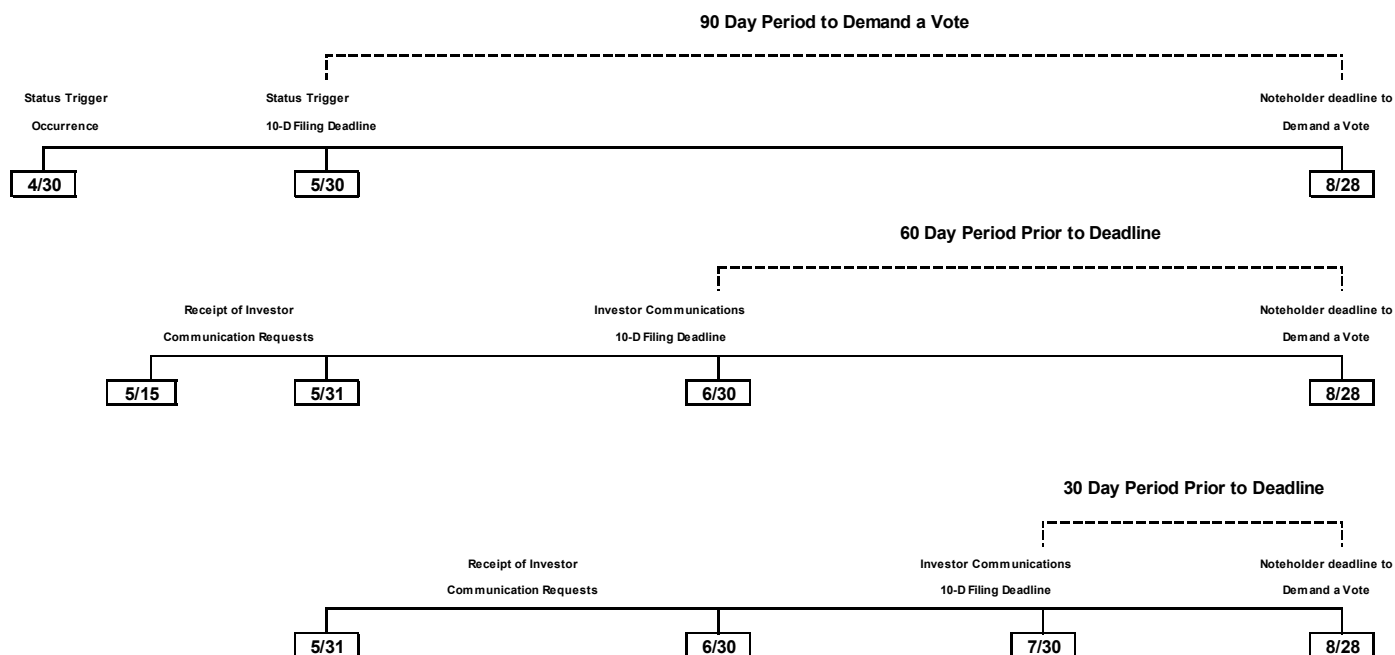 90 Day Period to Demand a Vote
Status Trigger Occurrence
Status Trigger 10-D Filing Deadline
Noteholder deadline to Demand a Vote
4/30
5/30
8/28
60 Day Period Prior to Deadline
Receipt of Investor Communication Requests
Investor Communications 10-D Filing Deadline
Noteholder deadline to Demand a Vote
5/15
5/31
6/30
8/28
30 Day Period Prior to Deadline
Receipt of Investor Communication Requests
Investor Communications 10-D Filing Deadline
Noteholder deadline to Demand a Vote
5/31
6/30
7/30
8/28